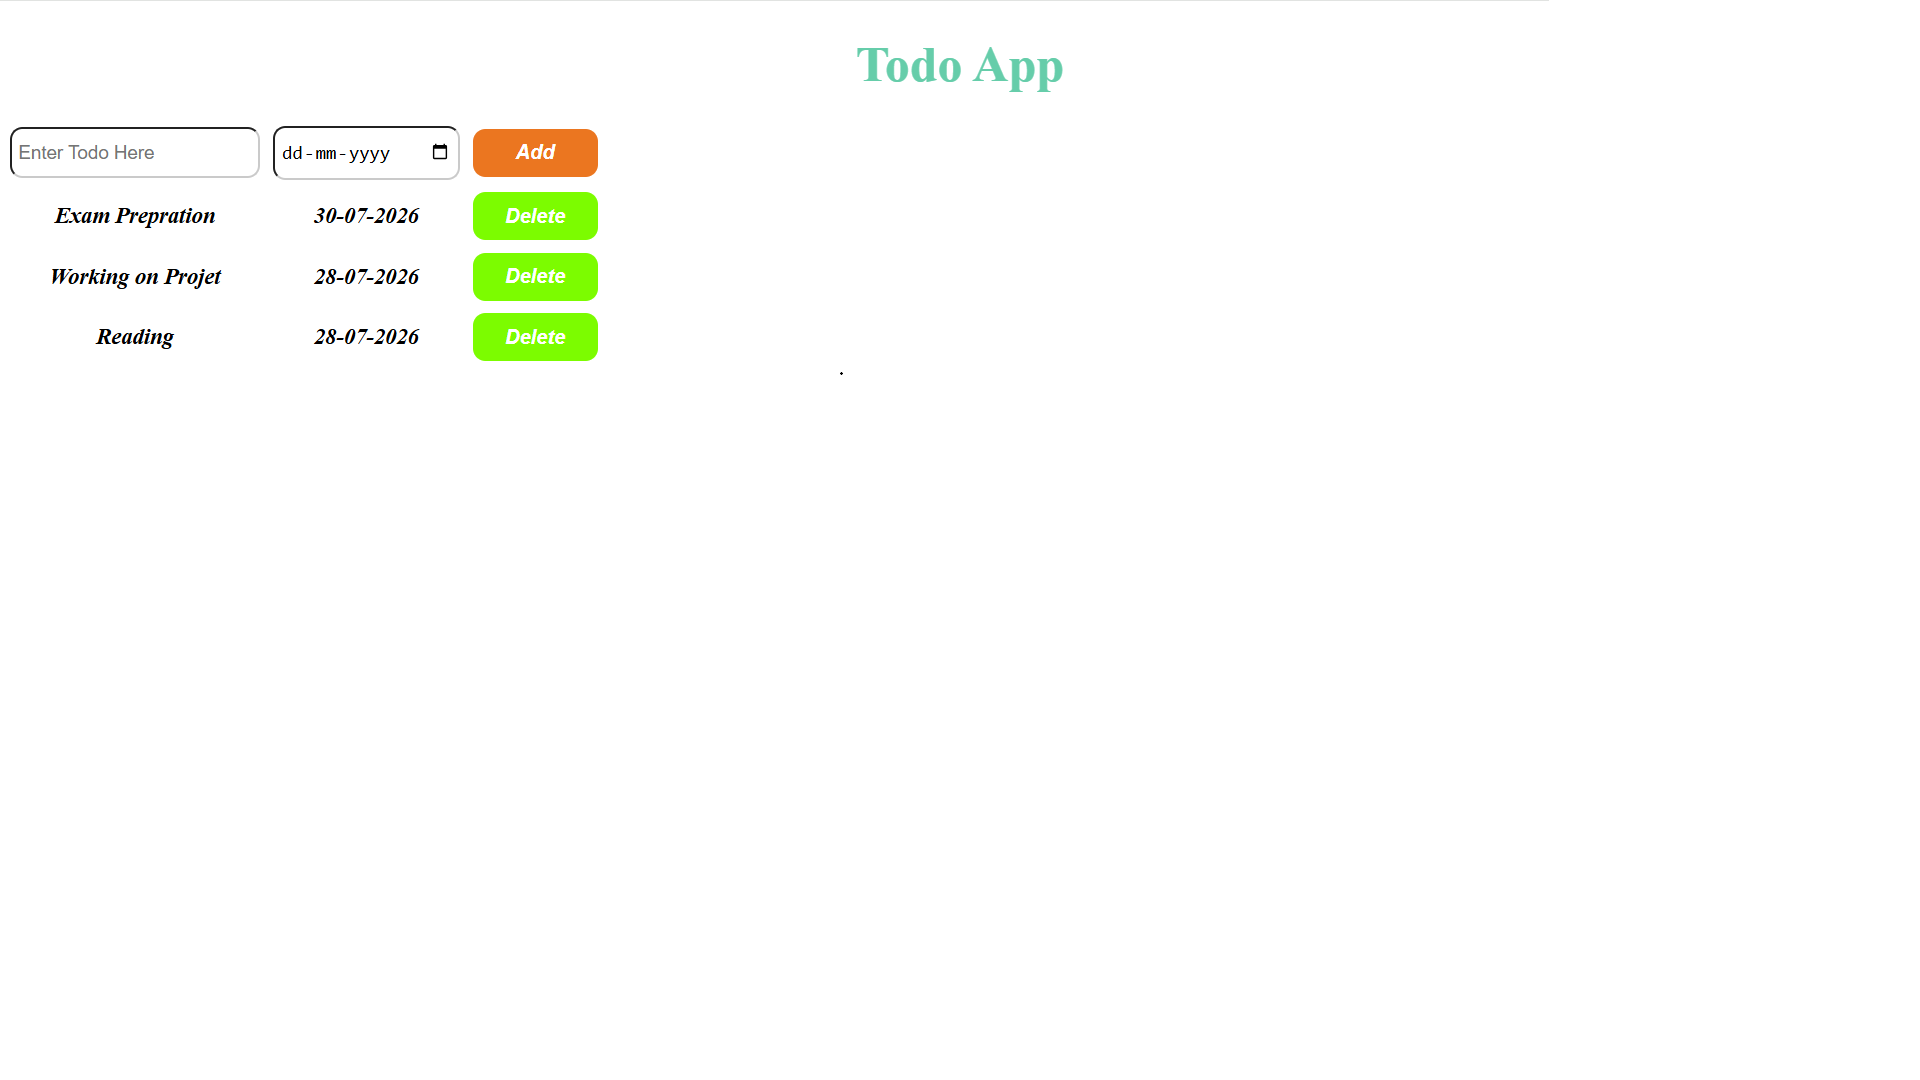 Todo App
Enter Todo Here dd-mm-yyyy Add
Exam Prepration 30-07-2026 Delete
Working on Projet 28-07-2026 Delete
Reading 28-07-2026 Delete